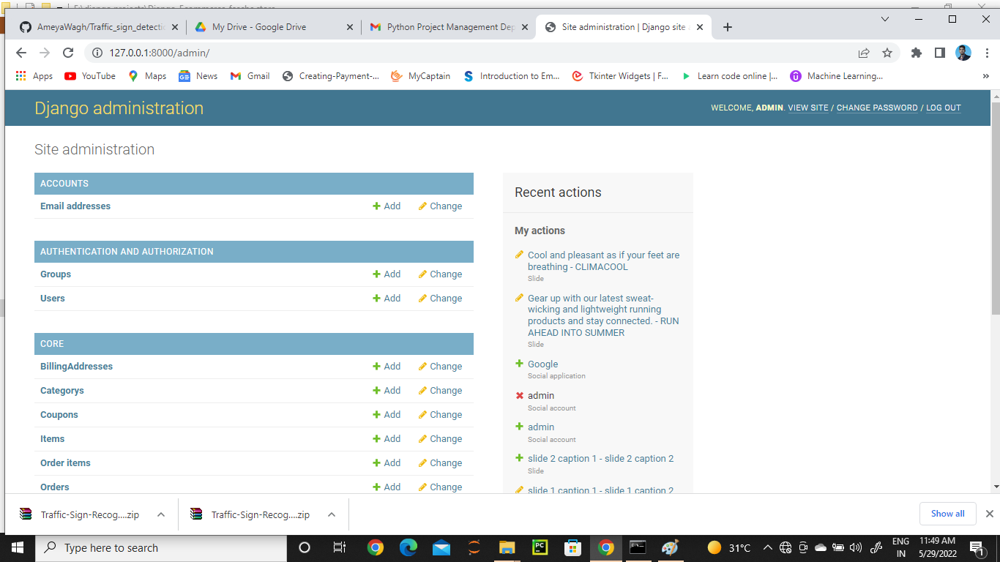 AmeyaWagh/Traffic_sign_detectio
My Drive - Google Drive
Python Project Management Dep
Site administration | Django site a
127.0.0.1:8000/admin/
Apps
YouTube
Maps
News
Gmail
Creating-Payment-...
MyCaptain
Introduction to Em...
Tkinter Widgets | F...
Learn code online |...
Machine Learning...
»
Django administration
WELCOME, ADMIN. VIEW SITE / CHANGE PASSWORD / LOG OUT
Site administration
ACCOUNTS
Email addresses Add Change
AUTHENTICATION AND AUTHORIZATION
Groups Add Change
Users Add Change
CORE
BillingAddresses Add Change
Categorys Add Change
Coupons Add Change
Items Add Change
Order items Add Change
Orders Add Change
Recent actions
My actions
Cool and pleasant as if your feet are
breathing - CLIMACOOL
Slide
Gear up with our latest sweat-
wicking and lightweight running
products and stay connected. - RUN
AHEAD INTO SUMMER
Slide
Google
Social application
admin
Social account
admin
Social account
slide 2 caption 1 - slide 2 caption 2
Slide
slide 1 caption 1 - slide 1 caption 2
Traffic-Sign-Recog....zip
Traffic-Sign-Recog....zip
Show all
Type here to search
31°C
ENG
IN
11:49 AM
5/29/2022
1